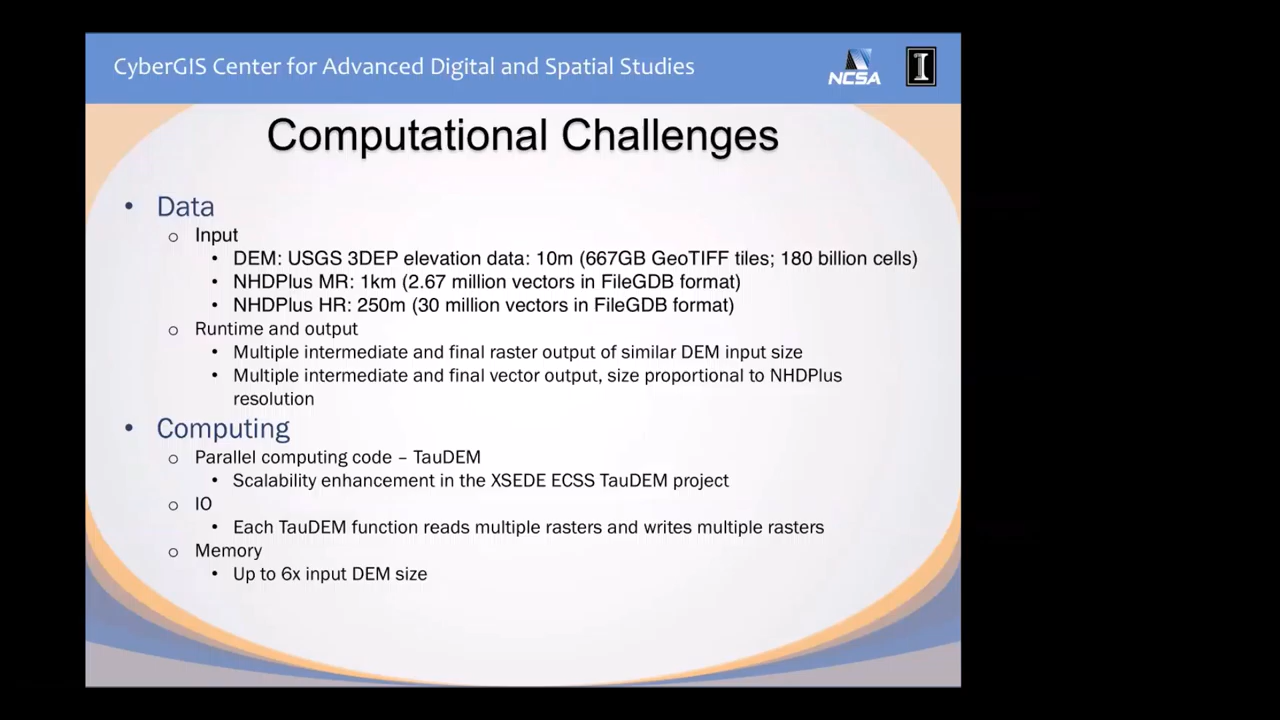 CyberGIS Center for Advanced Digital and Spatial Studies
NCSA
I
Computational Challenges
• Data
o Input
• DEM: USGS 3DEP elevation data: 10m (667GB GeoTIFF tiles; 180 billion cells)
• NHDPlus MR: 1km (2.67 million vectors in FileGDB format)
• NHDPlus HR: 250m (30 million vectors in FileGDB format)
o Runtime and output
• Multiple intermediate and final raster output of similar DEM input size
• Multiple intermediate and final vector output, size proportional to NHDPlus
resolution
• Computing
o Parallel computing code – TauDEM
• Scalability enhancement in the XSEDE ECSS TauDEM project
o IO
• Each TauDEM function reads multiple rasters and writes multiple rasters
o Memory
• Up to 6x input DEM size